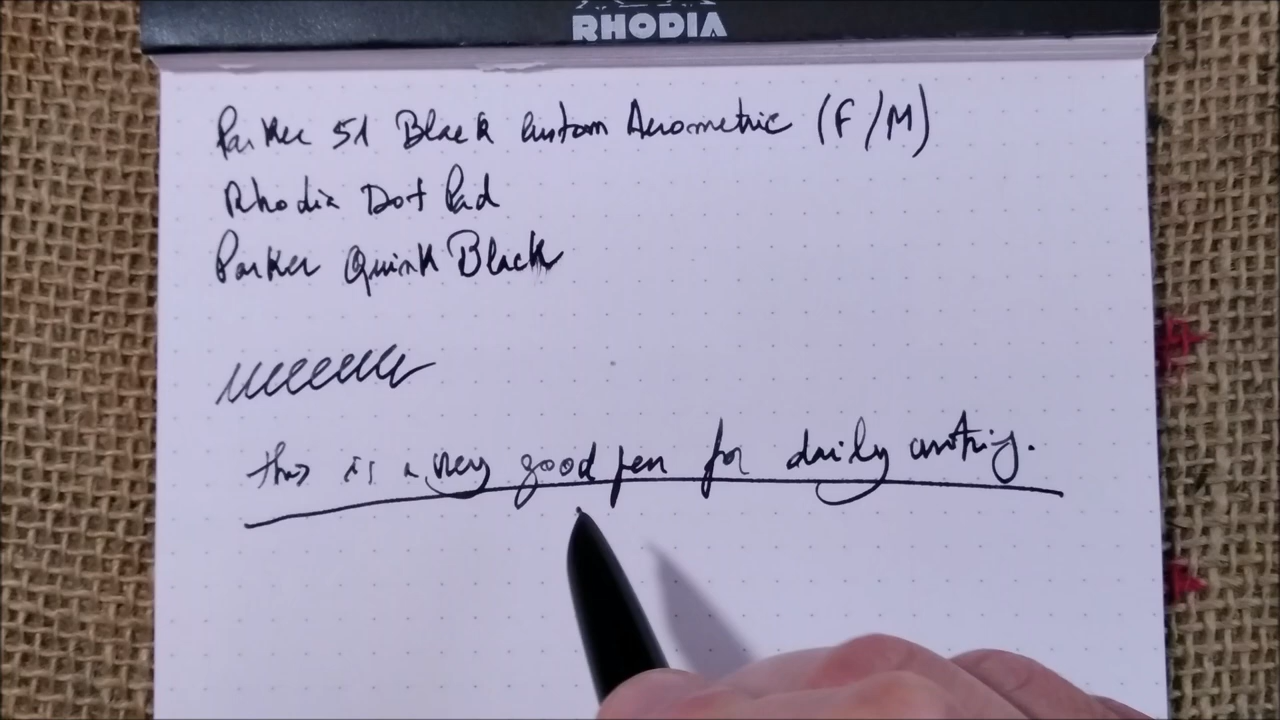 RHODIA
Parker 51 Black Custom Aerometric (F/M)
Rhodia Dot Pad
Parker Quink Black
this is a very good pen for daily writing.